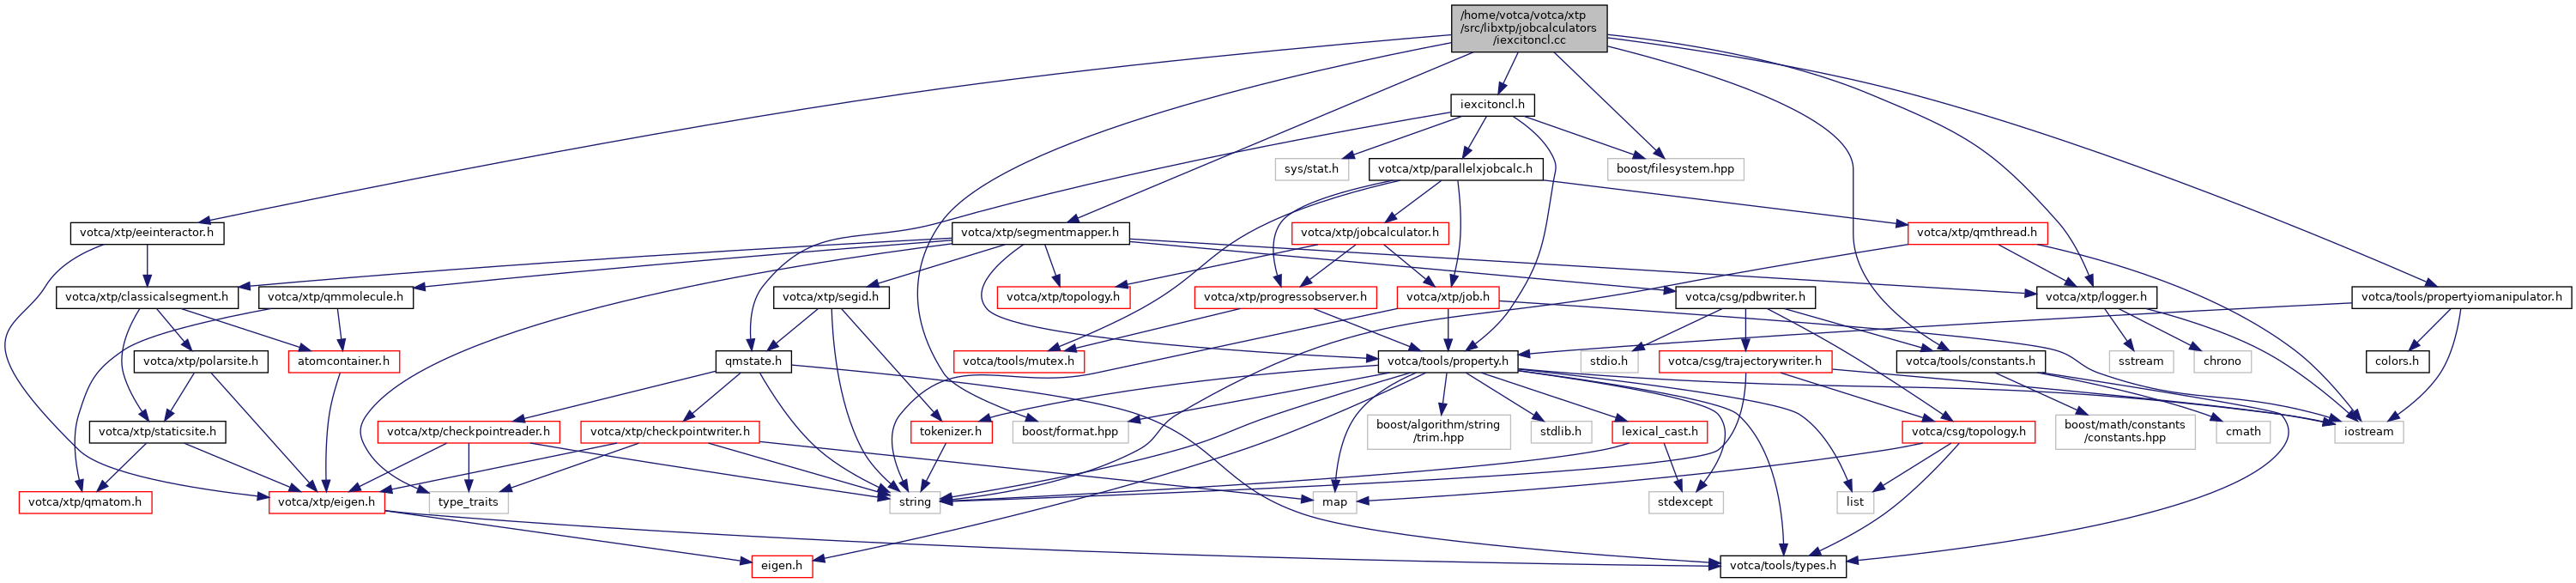 /home/votca/votca/xtp
/src/libxtp/jobcalculators
/iexcitoncl.cc
iexcitoncl.h
sys/stat.h
votca/xtp/parallelxjobcalc.h
boost/filesystem.hpp
votca/xtp/eeinteractor.h
votca/xtp/segmentmapper.h
votca/xtp/jobcalculator.h
votca/xtp/qmthread.h
votca/xtp/classicalsegment.h
votca/xtp/qmmolecule.h
votca/xtp/segid.h
votca/xtp/topology.h
votca/xtp/progressobserver.h
votca/xtp/job.h
votca/csg/pdbwriter.h
votca/xtp/logger.h
votca/tools/propertyiomanipulator.h
votca/xtp/polarsite.h
atomcontainer.h
qmstate.h
votca/tools/mutex.h
votca/tools/property.h
stdio.h
votca/csg/trajectorywriter.h
votca/tools/constants.h
sstream
chrono
colors.h
votca/xtp/staticsite.h
votca/xtp/checkpointreader.h
votca/xtp/checkpointwriter.h
tokenizer.h
boost/format.hpp
boost/algorithm/string
/trim.hpp
stdlib.h
lexical_cast.h
votca/csg/topology.h
boost/math/constants
/constants.hpp
cmath
iostream
votca/xtp/qmatom.h
votca/xtp/eigen.h
type_traits
string
map
stdexcept
list
eigen.h
votca/tools/types.h